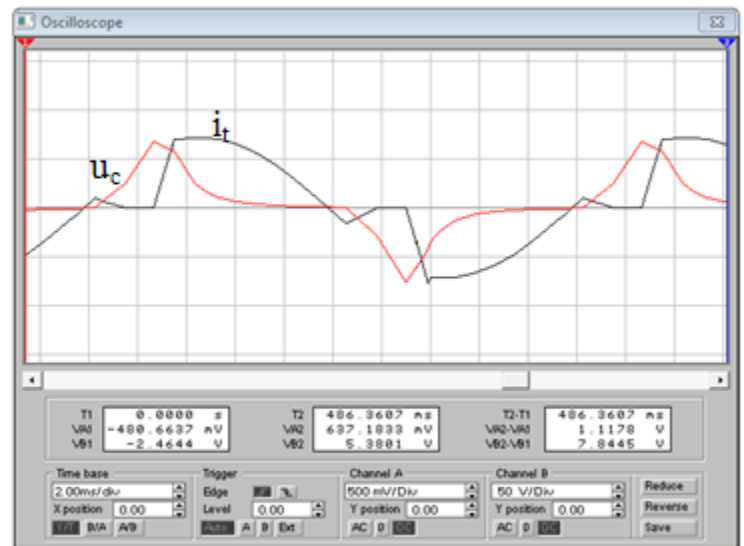 Oscilloscope
1
2
i_t
u_c
T1 0.0000 s T2 486.3607 ms T2-T1 486.3607 ms
VA1 -480.6637 mV VA2 637.1833 mV VA2-VA1 1.1178 V
VB1 -2.4644 V VB2 5.3801 V VB2-VB1 7.8445 V
Time base Trigger Channel A Channel B
2.00ms/div Edge 500 mV/Div 50 V/Div Reduce
X position 0.00 Level 0.00 Y position 0.00 Y position 0.00 Reverse
Y/T B/A A/B Auto A B Ext AC 0 DC AC 0 DC Save